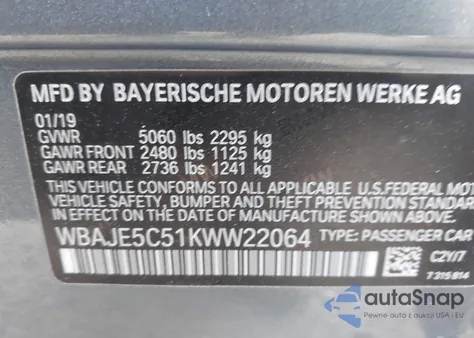 MFD BY BAYERISCHE MOTOREN WERKE AG
01/19
GVWR 5060 lbs 2295 kg
GAWR FRONT 2480 lbs 1125 kg
GAWR REAR 2736 lbs 1241 kg
THIS VEHICLE CONFORMS TO ALL APPLICABLE FEDERAL MOTOR
VEHICLE SAFETY, BUMPER AND THEFT PREVENTION STANDARDS
IN EFFECT ON THE DATE OF MANUFACTURE SHOWN ABOVE.
WBAJE5C51KWW22064 TYPE: PASSENGER CAR
C2Y/7
7 315 814
autoSnap
Pewne auta z aukcji USA i EU